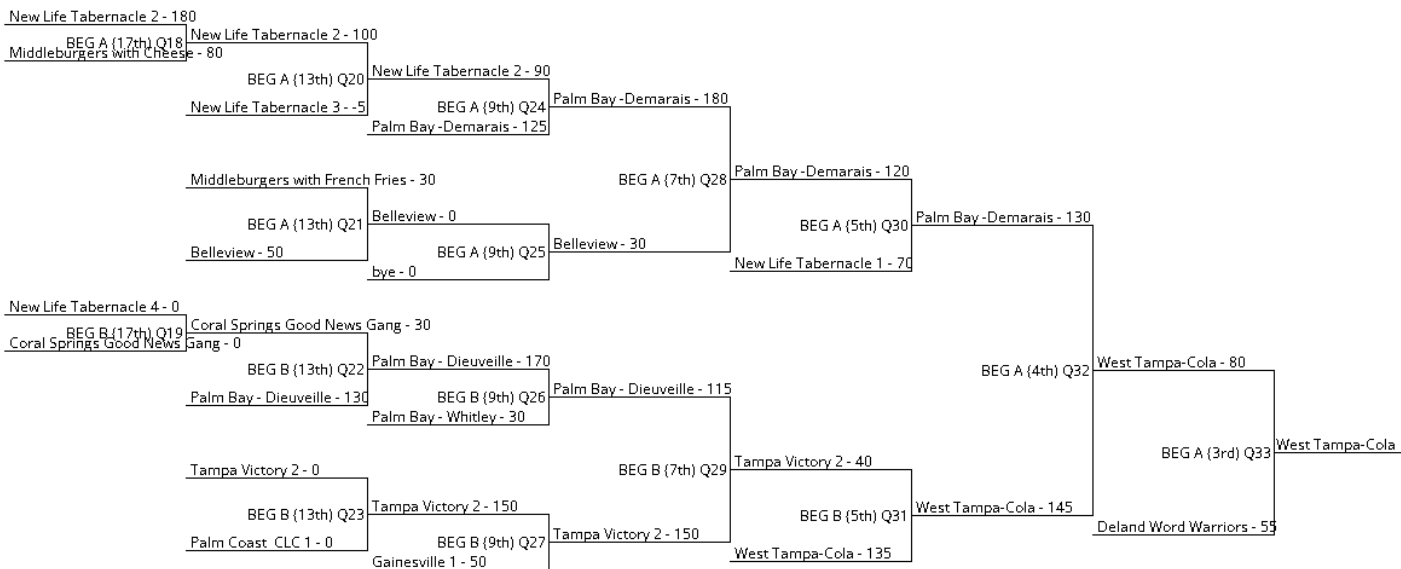 New Life Tabernacle 2 - 180
BEG A (17th) Q18
Middleburgers with Cheese - 80
New Life Tabernacle 2 - 100
BEG A (13th) Q20
New Life Tabernacle 3 - -5
New Life Tabernacle 2 - 90
BEG A (9th) Q24
Palm Bay -Demarais - 125
Palm Bay -Demarais - 180
Middleburgers with French Fries - 30
BEG A (13th) Q21
Belleview - 50
Belleview - 0
BEG A (9th) Q25
bye - 0
Belleview - 30
BEG A (7th) Q28
Palm Bay -Demarais - 120
BEG A (5th) Q30
New Life Tabernacle 1 - 70
Palm Bay -Demarais - 130
New Life Tabernacle 4 - 0
BEG B (17th) Q19
Coral Springs Good News Gang - 0
Coral Springs Good News Gang - 30
BEG B (13th) Q22
Palm Bay - Dieuveille - 130
Palm Bay - Dieuveille - 170
BEG B (9th) Q26
Palm Bay - Whitley - 30
Palm Bay - Dieuveille - 115
Tampa Victory 2 - 0
BEG B (13th) Q23
Palm Coast CLC 1 - 0
Tampa Victory 2 - 150
BEG B (9th) Q27
Gainesville 1 - 50
Tampa Victory 2 - 150
BEG B (7th) Q29
Tampa Victory 2 - 40
BEG B (5th) Q31
West Tampa-Cola - 135
West Tampa-Cola - 145
BEG A (4th) Q32
West Tampa-Cola - 80
BEG A (3rd) Q33
Deland Word Warriors - 55
West Tampa-Cola